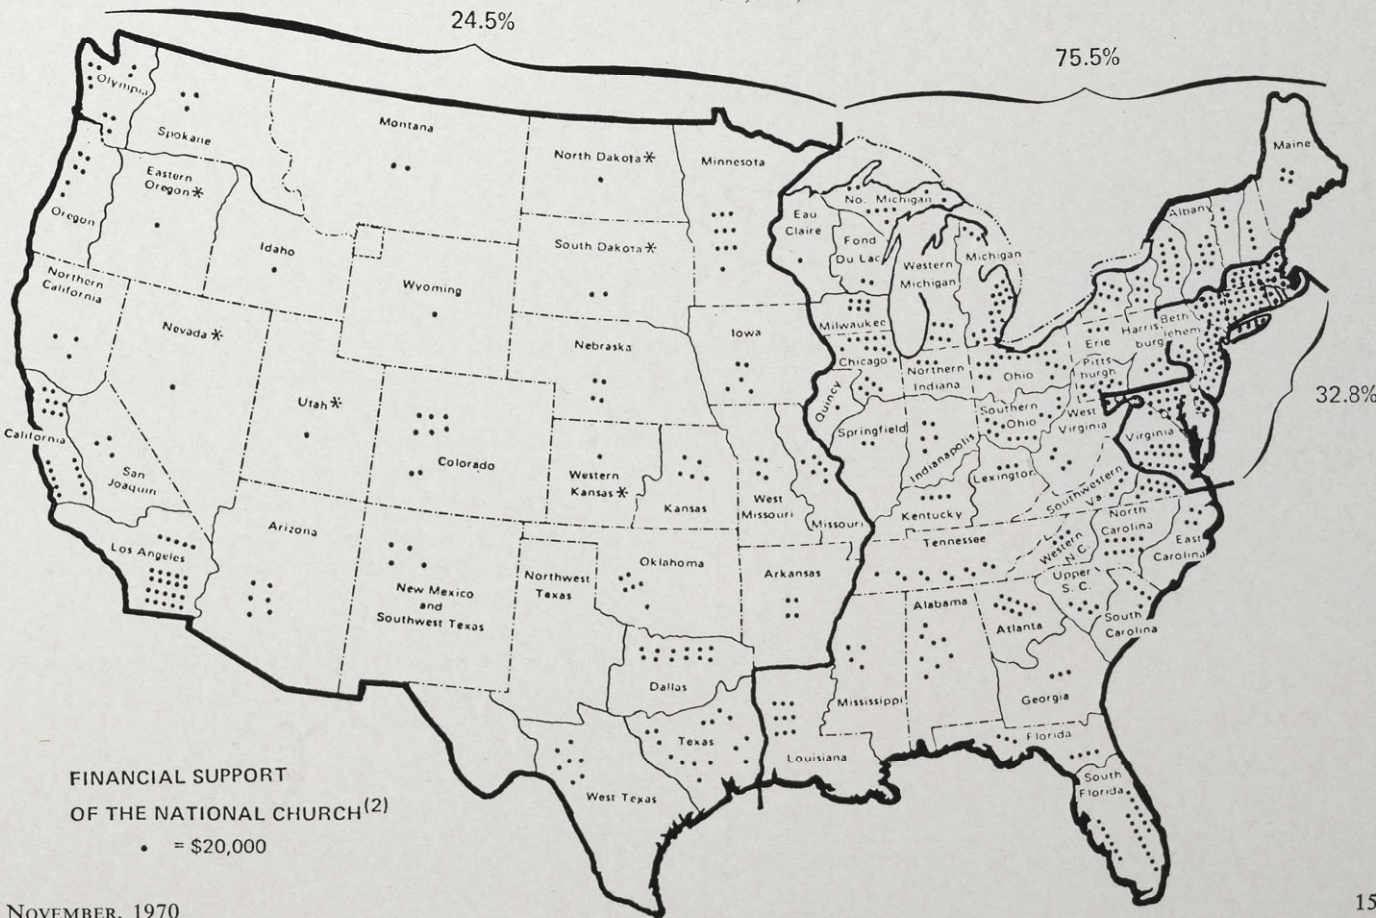 24.5%
75.5%
Olympia
Spokane
Montana
North Dakota*
Minnesota
Maine
Eastern
Oregon*
Oregon
Idaho
South Dakota*
Eau
Claire
No. Michigan
Fond
Du Lac
Western
Michigan
Michigan
Albany
Northern
California
Nevada*
Wyoming
Nebraska
Iowa
Milwaukee
Chicago
Northern
Indiana
Ohio
Erie
Pitts
burgh
Harris
burg
Beth
lehem
32.8%
Utah*
Colorado
Quincy
Springfield
Indianapolis
Southern
Ohio
West
Virginia
Virginia
California
San
Joaquin
Western
Kansas*
Kansas
West
Missouri
Missouri
Kentucky
Lexington
Southwestern
Va.
Los Angeles
Arizona
New Mexico
and
Southwest Texas
Northwest
Texas
Oklahoma
Arkansas
Tennessee
Western
N.C.
North
Carolina
East
Carolina
Upper
S. C.
South
Carolina
Dallas
Mississippi
Alabama
Atlanta
Georgia
Texas
West Texas
Louisiana
Florida
South
Florida
FINANCIAL SUPPORT
OF THE NATIONAL CHURCH(2)
• = $20,000
NOVEMBER, 1970
15